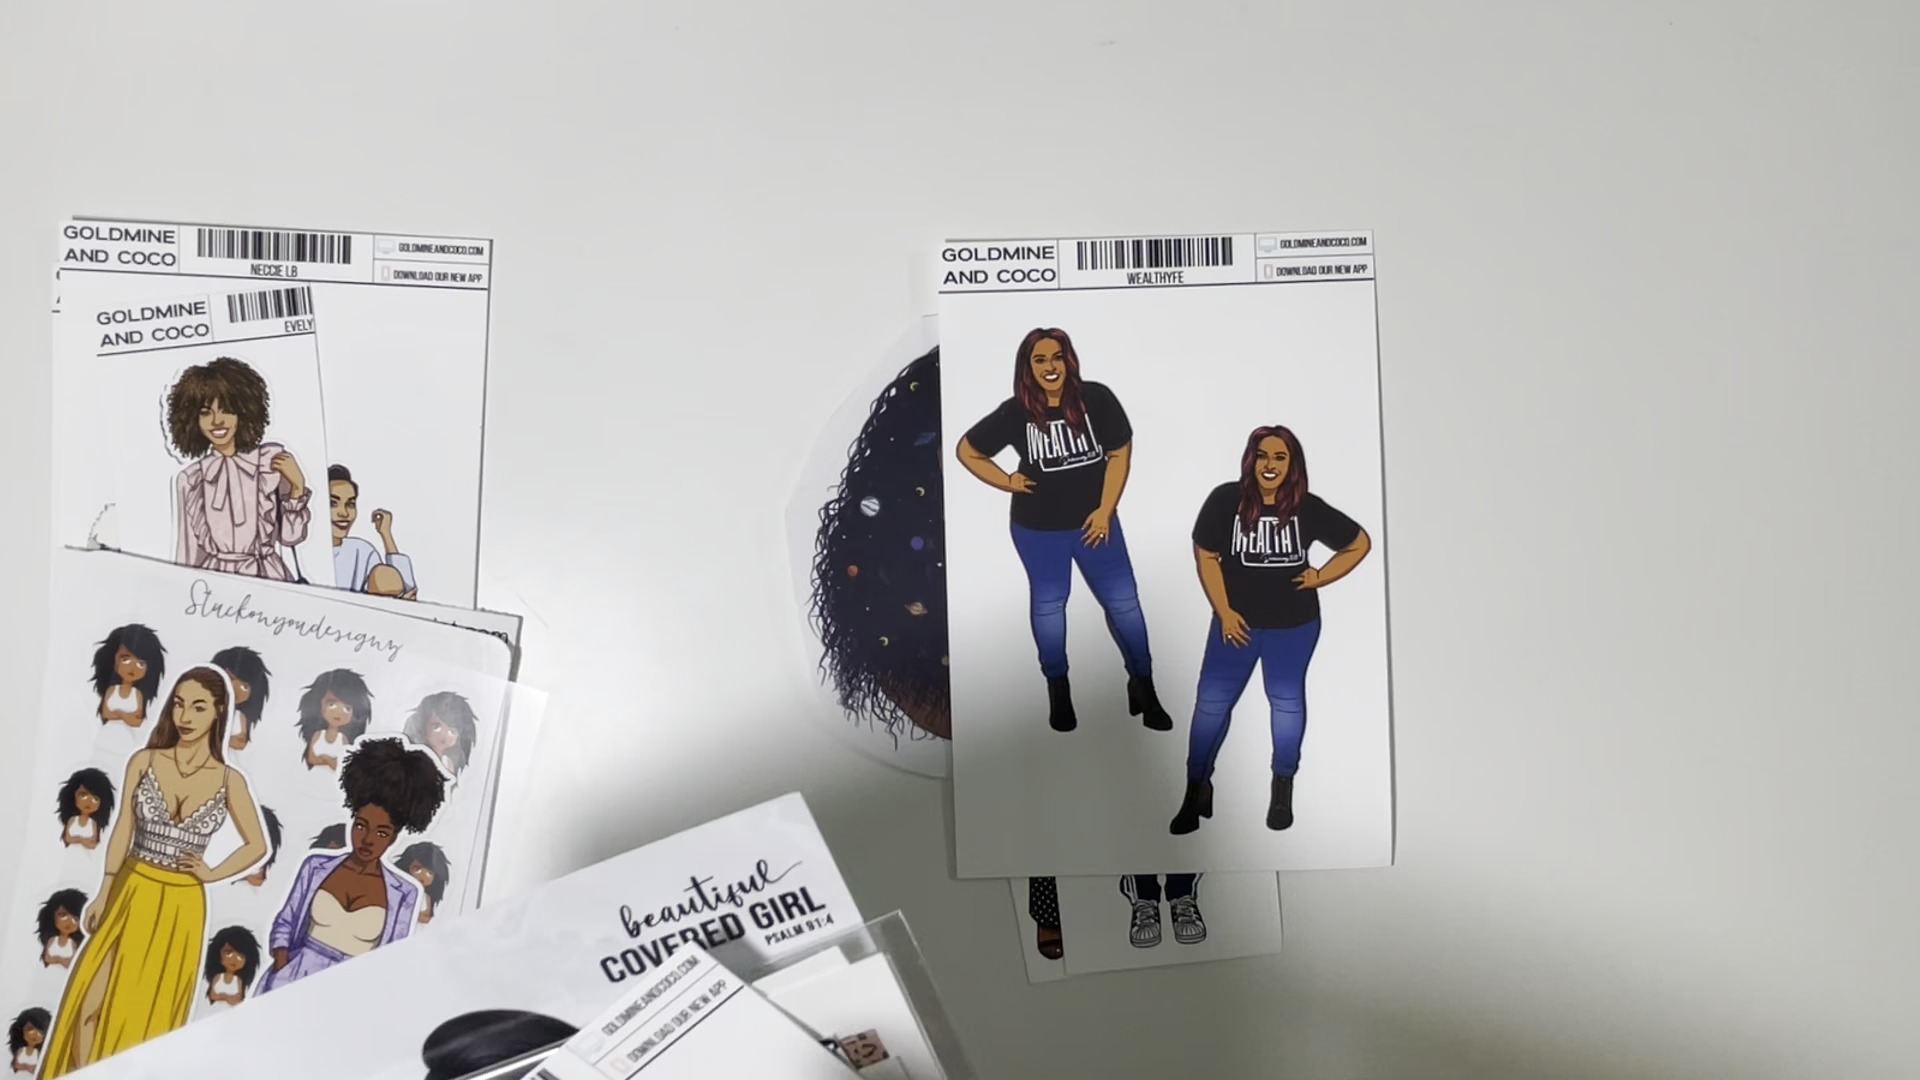 GOLDMINE
AND COCO
NECCIE LB
GOLDMINEANDCOCO.COM
DOWNLOAD OUR NEW APP
GOLDMINE
AND COCO
EVELY
Stuckonyoudesignz
GOLDMINE
AND COCO
WEALTHYFE
GOLDMINEANDCOCO.COM
DOWNLOAD OUR NEW APP
WEALTH
WEALTH
beautiful
COVERED GIRL
PSALM 91:4
GOLDMINEANDCOCO.COM
DOWNLOAD OUR NEW APP